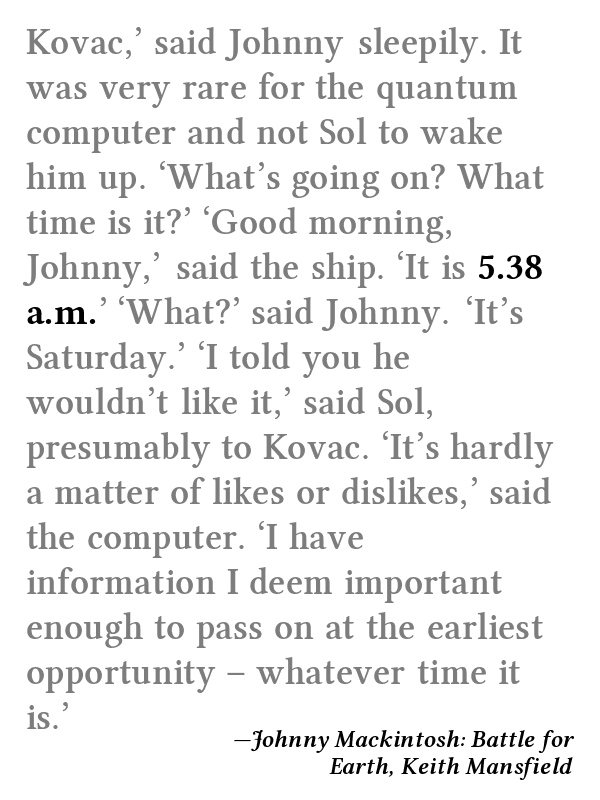 Kovac,’ said Johnny sleepily. It
was very rare for the quantum
computer and not Sol to wake
him up. ‘What’s going on? What
time is it?’ ‘Good morning,
Johnny,’ said the ship. ‘It is 5.38
a.m.’ ‘What?’ said Johnny. ‘It’s
Saturday.’ ‘I told you he
wouldn’t like it,’ said Sol,
presumably to Kovac. ‘It’s hardly
a matter of likes or dislikes,’ said
the computer. ‘I have
information I deem important
enough to pass on at the earliest
opportunity – whatever time it
is.’
—Johnny Mackintosh: Battle for
Earth, Keith Mansfield